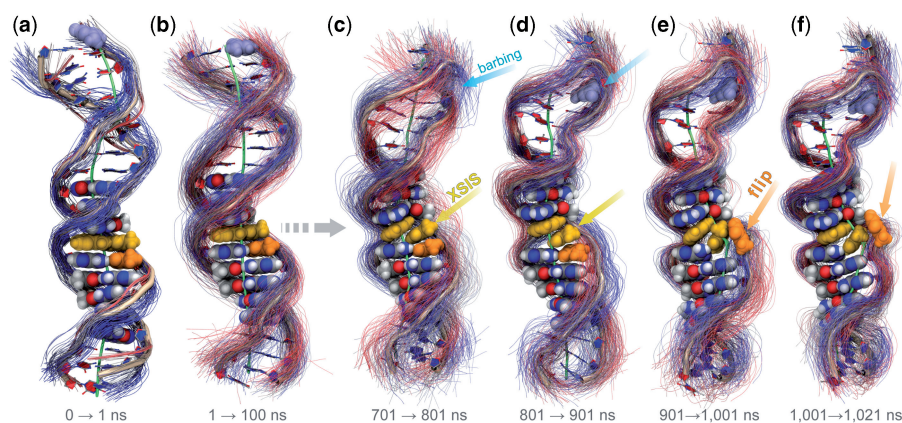 (a) (b) (c) (d) (e) (f)
barbing
XSIS
flip
0 → 1 ns
1 → 100 ns
701 → 801 ns
801 → 901 ns
901→1,001 ns
1,001→1,021 ns